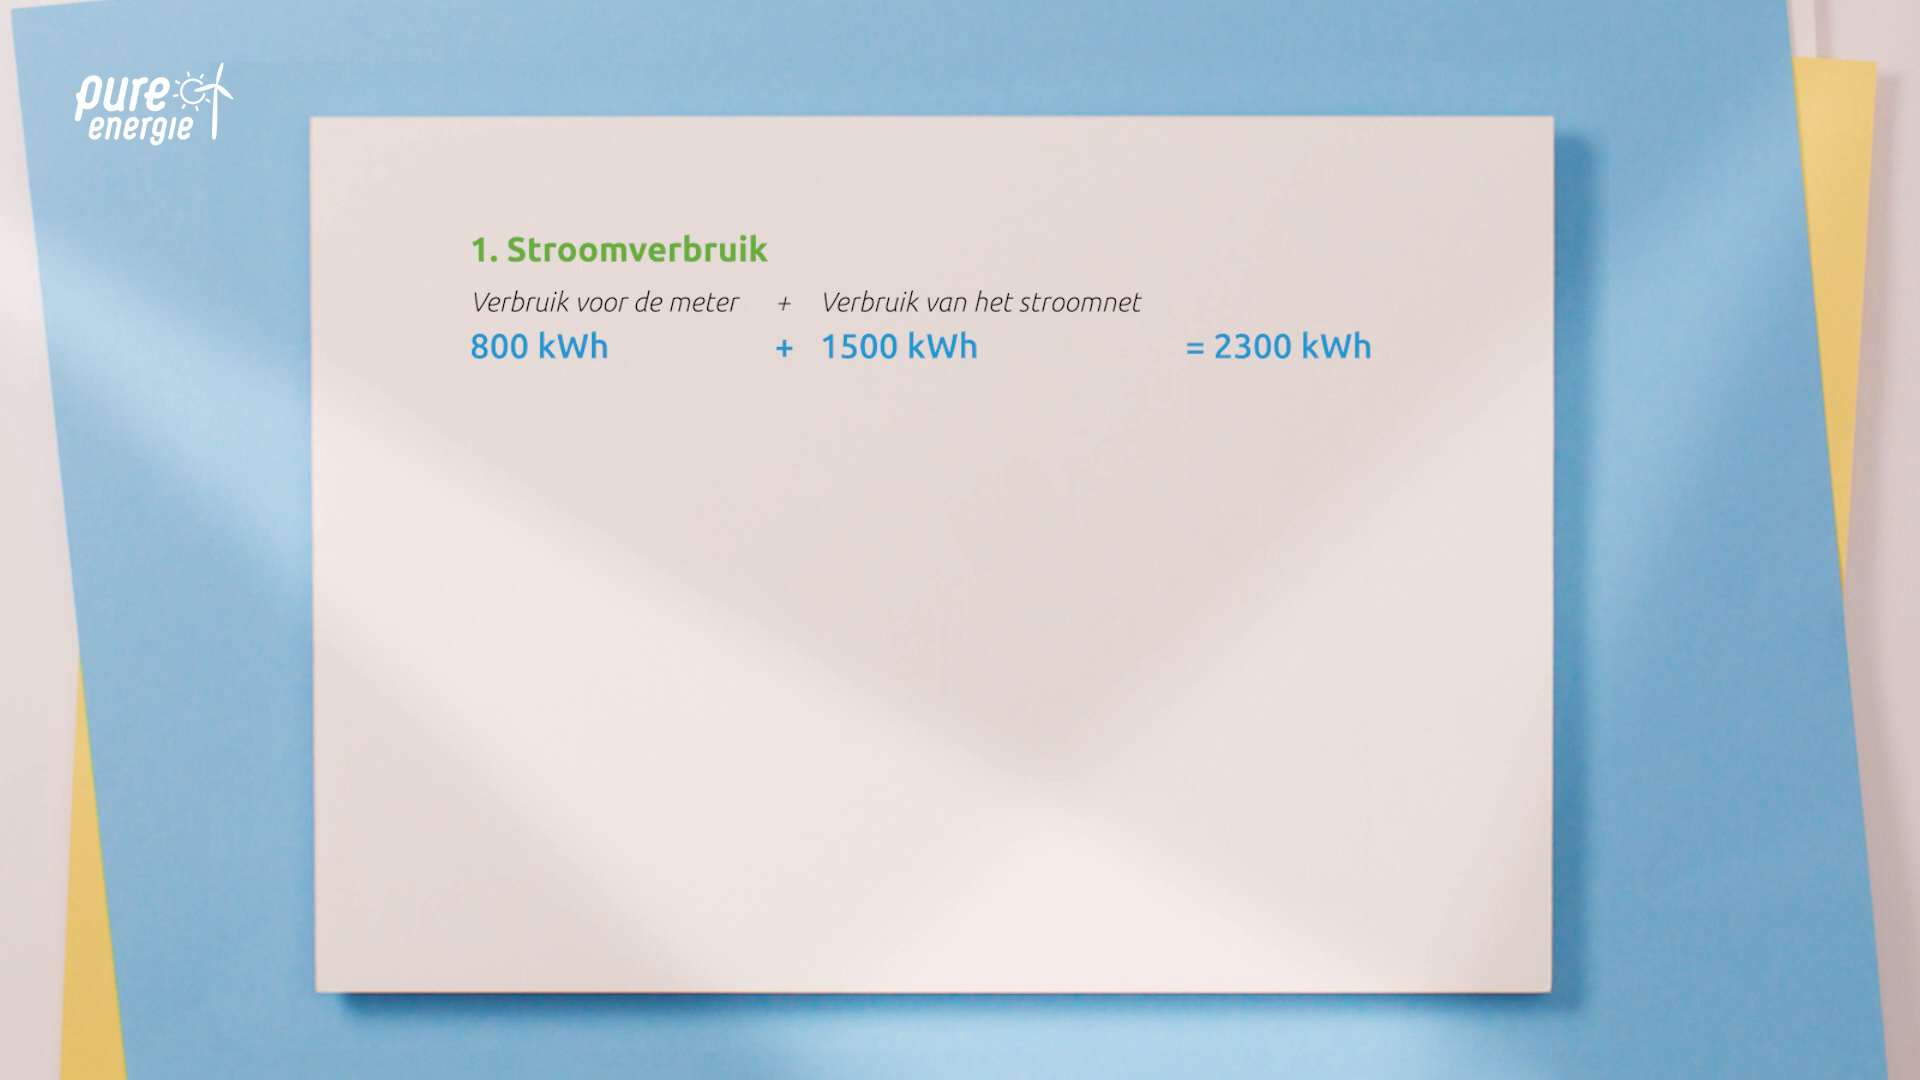 pure
energie
1. Stroomverbruik
Verbruik voor de meter + Verbruik van het stroomnet
800 kWh + 1500 kWh = 2300 kWh